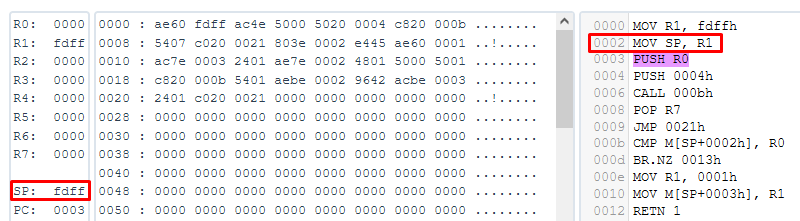 R0: 0000
R1: fdff
R2: 0000
R3: 0000
R4: 0000
R5: 0000
R6: 0000
R7: 0000
SP: fdff
PC: 0003
0000 : ae60 fdff ac4e 5000 5020 0004 c820 000b ........
0008 : 5407 c020 0021 803e 0002 e445 ae60 0001 ..!.....
0010 : ac7e 0003 2401 ae7e 0002 4801 5000 5001 ........
0018 : c820 000b 5401 aebe 0002 9642 acbe 0003 ........
0020 : 2401 c020 0021 0000 0000 0000 0000 0000 ..!.....
0028 : 0000 0000 0000 0000 0000 0000 0000 0000 ........
0030 : 0000 0000 0000 0000 0000 0000 0000 0000 ........
0038 : 0000 0000 0000 0000 0000 0000 0000 0000 ........
0040 : 0000 0000 0000 0000 0000 0000 0000 0000 ........
0048 : 0000 0000 0000 0000 0000 0000 0000 0000 ........
0050 : 0000 0000 0000 0000 0000 0000 0000 0000 ........
0000 MOV R1, fdffh
0002 MOV SP, R1
0003 PUSH R0
0004 PUSH 0004h
0006 CALL 000bh
0008 POP R7
0009 JMP 0021h
000b CMP M[SP+0002h], R0
000d BR.NZ 0013h
000e MOV R1, 0001h
0010 MOV M[SP+0003h], R1
0012 RETN 1